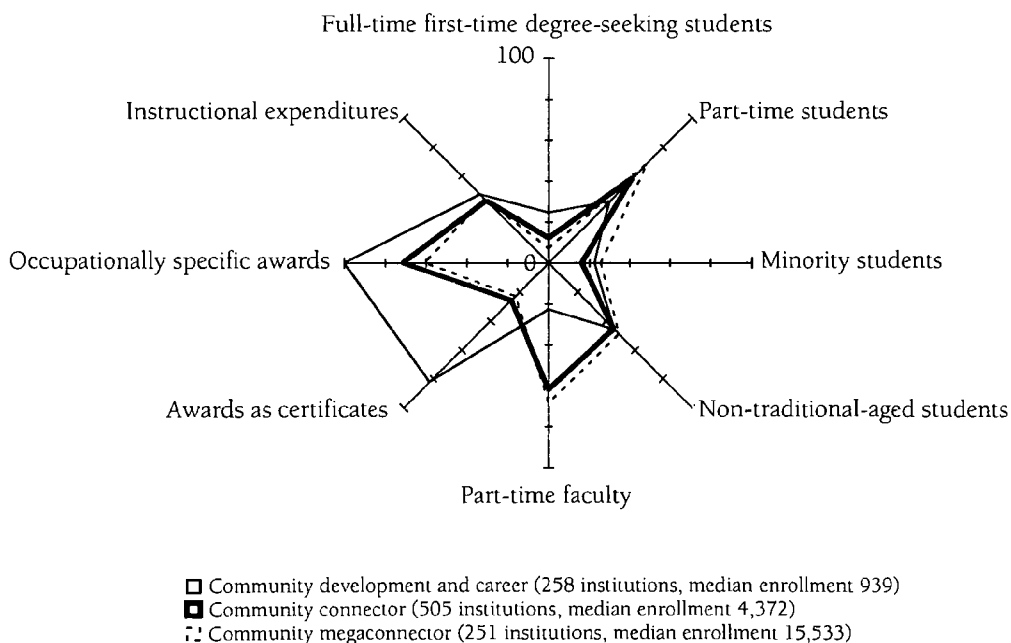 Full-time first-time degree-seeking students
100
Instructional expenditures
Part-time students
Occupationally specific awards
0
Minority students
Awards as certificates
Non-traditional-aged students
Part-time faculty
Community development and career (258 institutions, median enrollment 939)
Community connector (505 institutions, median enrollment 4,372)
Community megaconnector (251 institutions, median enrollment 15,533)